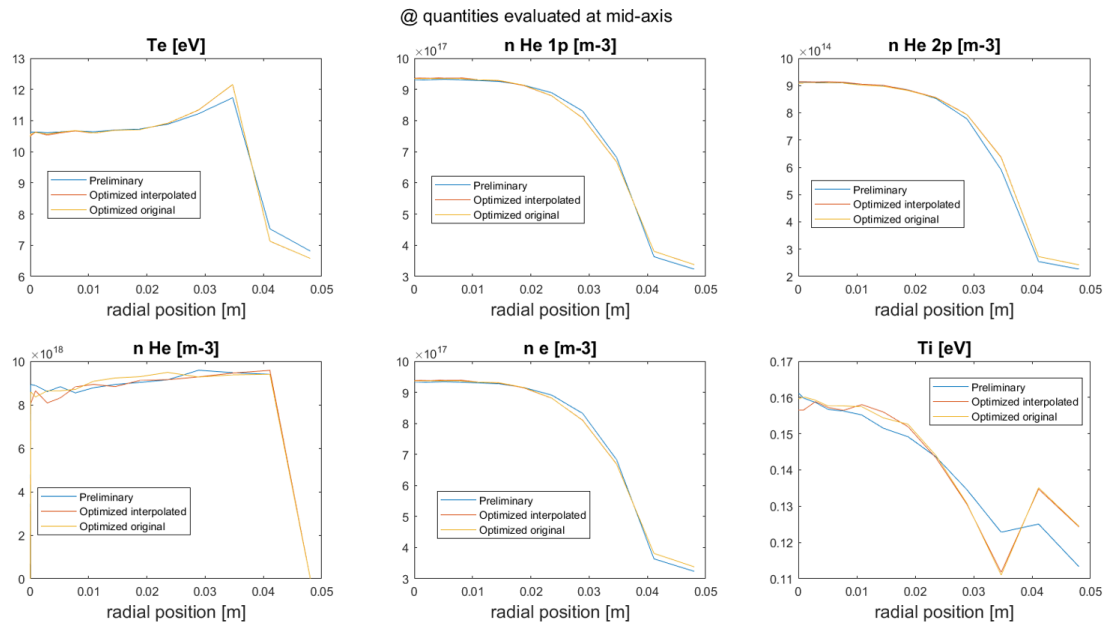 @ quantities evaluated at mid-axis
Te [eV]
13
12
11
10
9
8
7
6
Preliminary
Optimized interpolated
Optimized original
0
0.01
0.02
0.03
0.04
0.05
radial position [m]
n He 1p [m-3]
×10^17
10
9
8
7
6
5
4
3
Preliminary
Optimized interpolated
Optimized original
0
0.01
0.02
0.03
0.04
0.05
radial position [m]
n He 2p [m-3]
×10^14
10
9
8
7
6
5
4
3
2
Preliminary
Optimized interpolated
Optimized original
0
0.01
0.02
0.03
0.04
0.05
radial position [m]
n He [m-3]
×10^18
10
8
6
4
2
0
Preliminary
Optimized interpolated
Optimized original
0
0.01
0.02
0.03
0.04
0.05
radial position [m]
n e [m-3]
×10^17
10
9
8
7
6
5
4
3
Preliminary
Optimized interpolated
Optimized original
0
0.01
0.02
0.03
0.04
0.05
radial position [m]
Ti [eV]
0.17
0.16
0.15
0.14
0.13
0.12
0.11
Preliminary
Optimized interpolated
Optimized original
0
0.01
0.02
0.03
0.04
0.05
radial position [m]